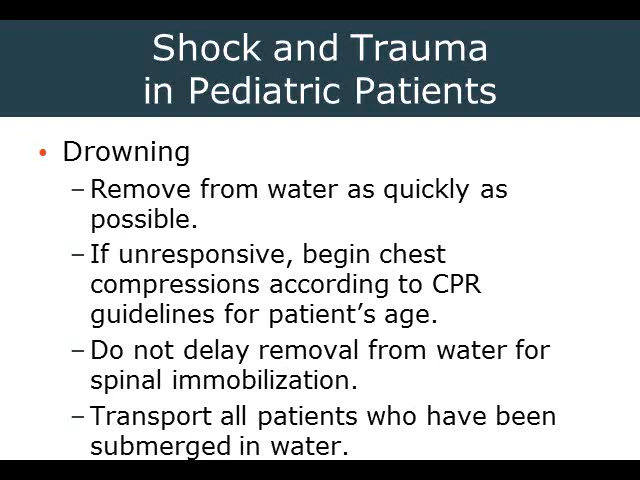 Shock and Trauma
in Pediatric Patients
• Drowning
–Remove from water as quickly as
possible.
–If unresponsive, begin chest
compressions according to CPR
guidelines for patient’s age.
–Do not delay removal from water for
spinal immobilization.
–Transport all patients who have been
submerged in water.